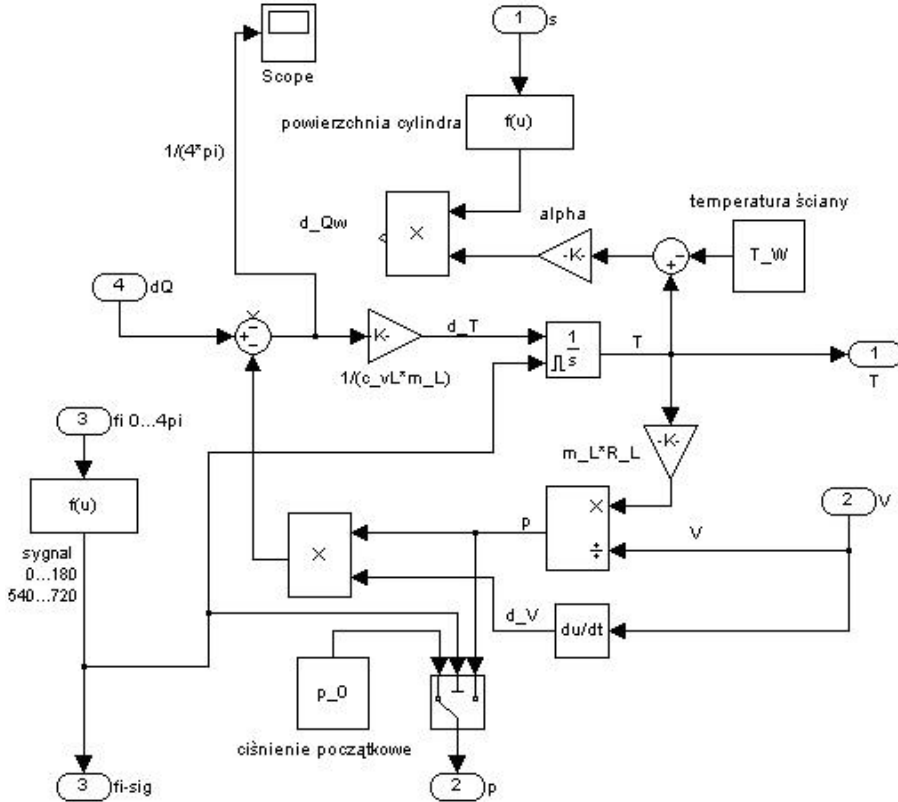 1
s
Scope
powierzchnia cylindra
f(u)
1/(4*pi)
d_Qw
×
alpha
-K-
+
−
temperatura ściany
T_W
4
dQ
×
+
−
−
K-
d_T
1/(c_vL*m_L)
1
s
T
1
T
3
fi 0...4pi
f(u)
sygnal
0...180
540...720
m_L*R_L
-K-
2
V
p
×
÷
V
×
d_V
du/dt
p_0
ciśnienie początkowe
3
fi-sig
2
p